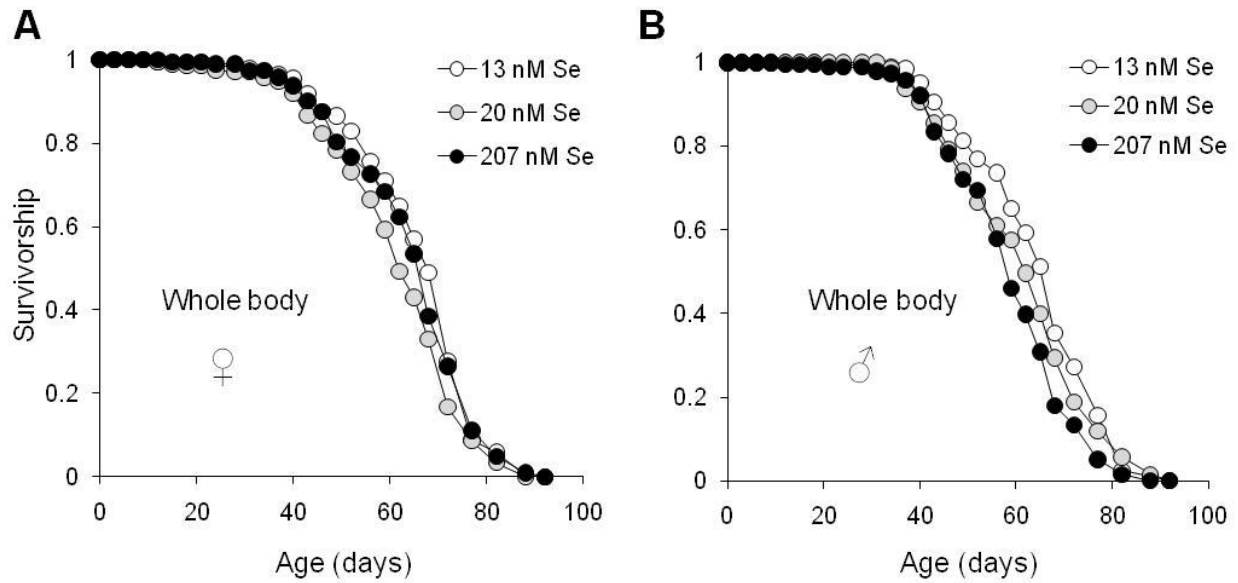 A
B
1
0.8
0.6
0.4
0.2
0
Survivorship
13 nM Se
20 nM Se
207 nM Se
Whole body
♀
0 20 40 60 80 100
Age (days)
1
0.8
0.6
0.4
0.2
0
13 nM Se
20 nM Se
207 nM Se
Whole body
♂
0 20 40 60 80 100
Age (days)